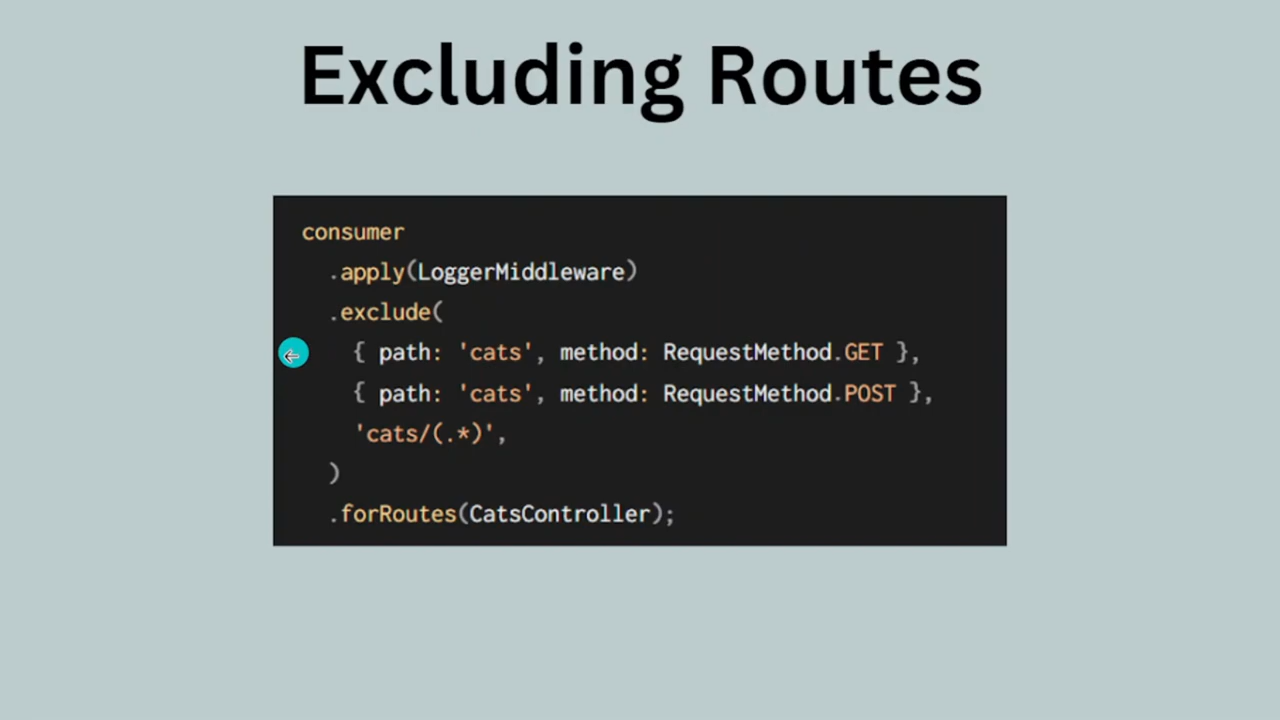 Excluding Routes
consumer
.apply(LoggerMiddleware)
.exclude(
{ path: 'cats', method: RequestMethod.GET },
{ path: 'cats', method: RequestMethod.POST },
'cats/(.*)',
)
.forRoutes(CatsController);